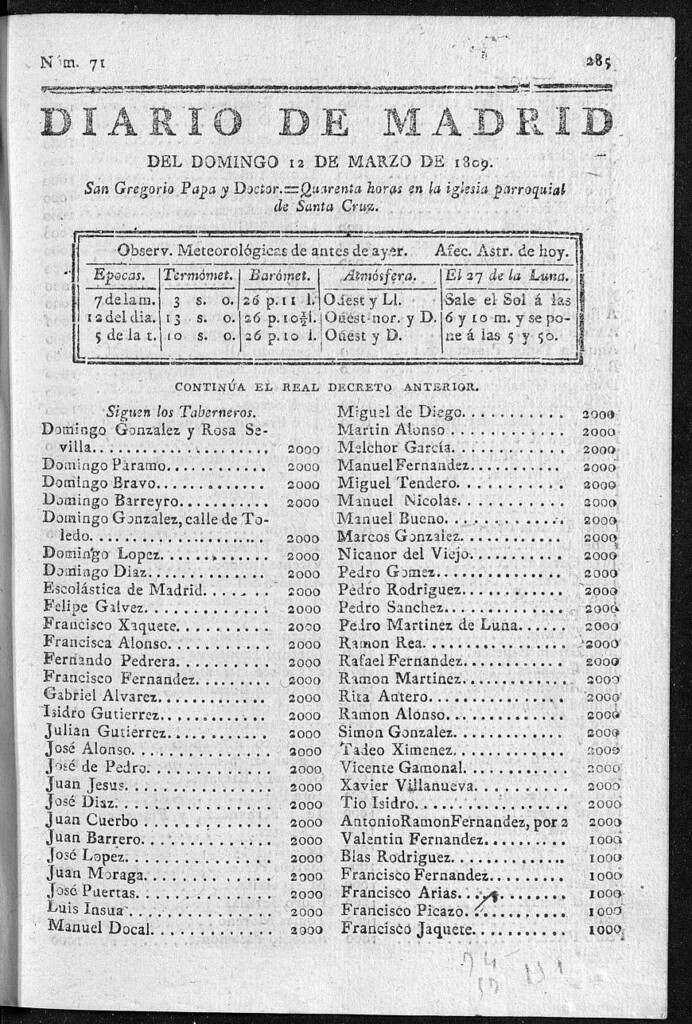 Núm. 71
285
DIARIO DE MADRID
DEL DOMINGO 12 DE MARZO DE 1809.
San Gregorio Papa y Doctor.=Quarenta horas en la iglesia parroquial
de Santa Cruz.
Observ. Meteorológicas de antes de ayer. Afec. Astr. de hoy.
Epocas. Termómet. Barómet. Atmósfera. El 27 de la Luna.
7 de la m. 3 s. 0. 26 p. 11 l. Oüest y Ll. Sale el Sol á las
12 del dia. 13 s. 0. 26 p. 10½ l. Oüest-nor. y D. 6 y 10 m. y se po-
5 de la t. 10 s. 0. 26 p. 10 l. Oüest y D. ne á las 5 y 50.
CONTINÚA EL REAL DECRETO ANTERIOR.
Siguen los Taberneros.
Domingo Gonzalez y Rosa Se-
villa.................... 2000
Domingo Páramo............ 2000
Domingo Bravo............. 2000
Domingo Barreyro.......... 2000
Domingo Gonzalez, calle de To-
ledo..................... 2000
Domingo Lopez............. 2000
Domingo Diaz.............. 2000
Escolástica de Madrid....... 2000
Felipe Galvez.............. 2000
Francisco Xaquete.......... 2000
Francisca Alonso........... 2000
Fernando Pedrera.......... 2000
Francisco Fernandez........ 2000
Gabriel Alvarez............ 2000
Isidro Gutierrez............ 2000
Julian Gutierrez............ 2000
José Alonso............... 2000
José de Pedro.............. 2000
Juan Jesus................ 2000
José Diaz................. 2000
Juan Cuerbo .............. 2000
Juan Barrero............... 2000
José Lopez................ 2000
Juan Moraga.............. 2000
José Puertas............... 2000
Luis Insua................ 2000
Manuel Docal.............. 2000
Miguel de Diego........... 2000
Martin Alonso ............ 2000
Melchor García............ 2000
Manuel Fernandez.......... 2000
Miguel Tendero............ 2000
Manuel Nicolas............ 2000
Manuel Bueno............. 2000
Marcos Gonzalez........... 2000
Nicanor del Viejo.......... 2000
Pedro Gomez.............. 2000
Pedro Rodriguez........... 2000
Pedro Sanchez............. 2000
Pedro Martinez de Luna..... 2000
Ramon Rea............... 2000
Rafael Fernandez........... 2000
Ramon Martinez........... 2000
Rita Antero............... 2000
Ramon Alonso............. 2000
Simon Gonzalez............ 2000
Tadeo Ximenez............ 2000
Vicente Gamonal........... 2000
Xavier Villanueva.......... 2000
Tio Isidro................ 2000
Antonio Ramon Fernandez, por 2 2000
Valentin Fernandez......... 1000
Blas Rodriguez............. 1000
Francisco Fernandez........ 1000
Francisco Arias............ 1000
Francisco Picazo........... 1000
Francisco Jaquete.......... 1000